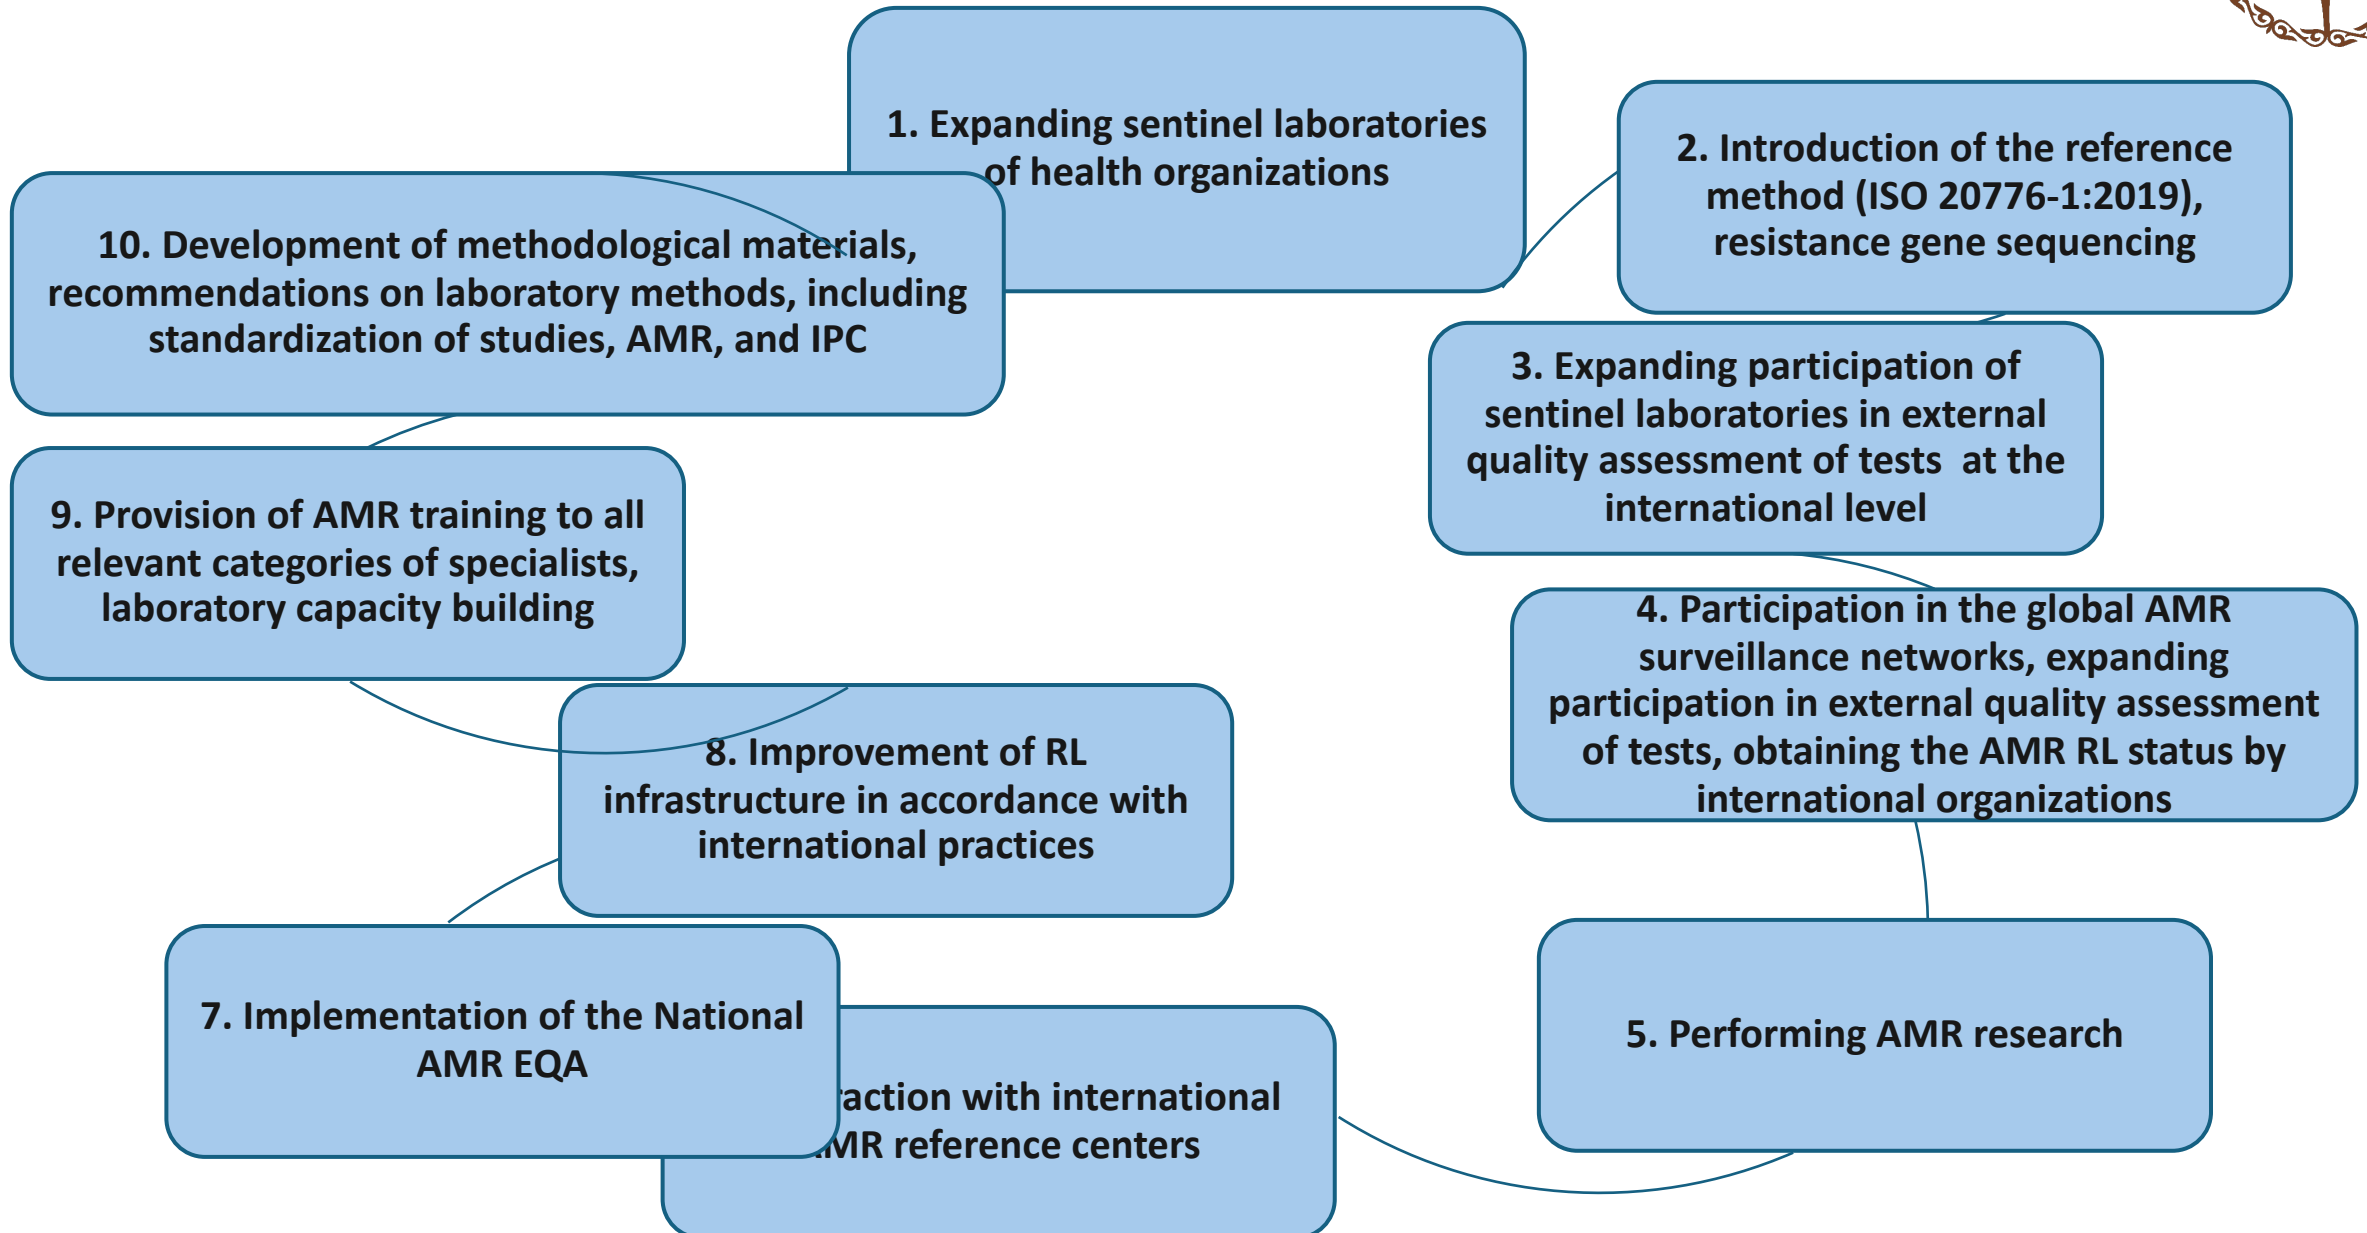 1. Expanding sentinel laboratories
of health organizations
2. Introduction of the reference
method (ISO 20776-1:2019),
resistance gene sequencing
3. Expanding participation of
sentinel laboratories in external
quality assessment of tests at the
international level
4. Participation in the global AMR
surveillance networks, expanding
participation in external quality assessment
of tests, obtaining the AMR RL status by
international organizations
5. Performing AMR research
raction with international
MR reference centers
7. Implementation of the National
AMR EQA
8. Improvement of RL
infrastructure in accordance with
international practices
9. Provision of AMR training to all
relevant categories of specialists,
laboratory capacity building
10. Development of methodological materials,
recommendations on laboratory methods, including
standardization of studies, AMR, and IPC